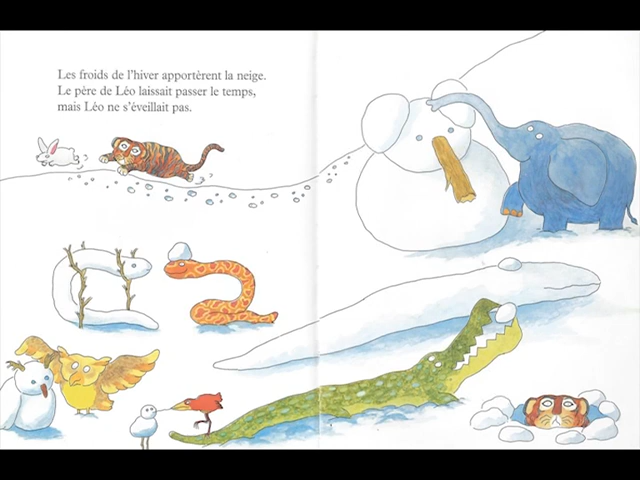 Les froids de l'hiver apportèrent la neige.
Le père de Léo laissait passer le temps,
mais Léo ne s'éveillait pas.